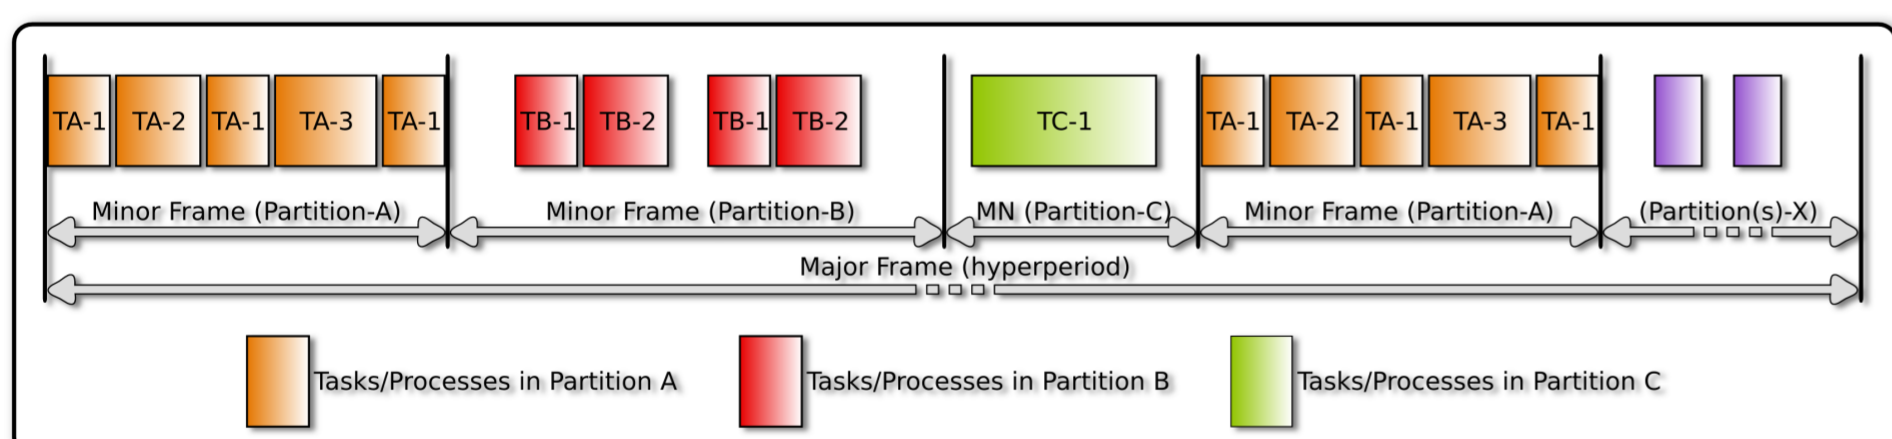 TA-1 TA-2 TA-1 TA-3 TA-1 TB-1 TB-2 TB-1 TB-2 TC-1 TA-1 TA-2 TA-1 TA-3 TA-1
Minor Frame (Partition-A) Minor Frame (Partition-B) MN (Partition-C) Minor Frame (Partition-A) (Partition(s)-X)
Major Frame (hyperperiod)
Tasks/Processes in Partition A Tasks/Processes in Partition B Tasks/Processes in Partition C